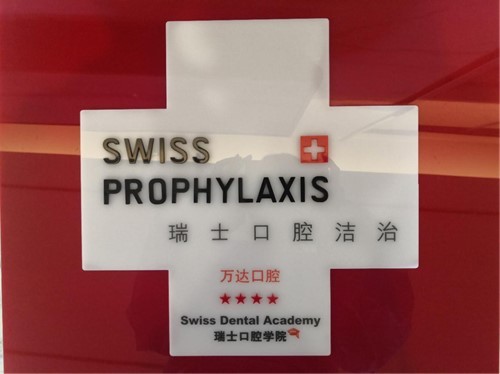 SWISS
PROPHYLAXIS
瑞士口腔洁治
万达口腔
★★★★
Swiss Dental Academy
瑞士口腔学院